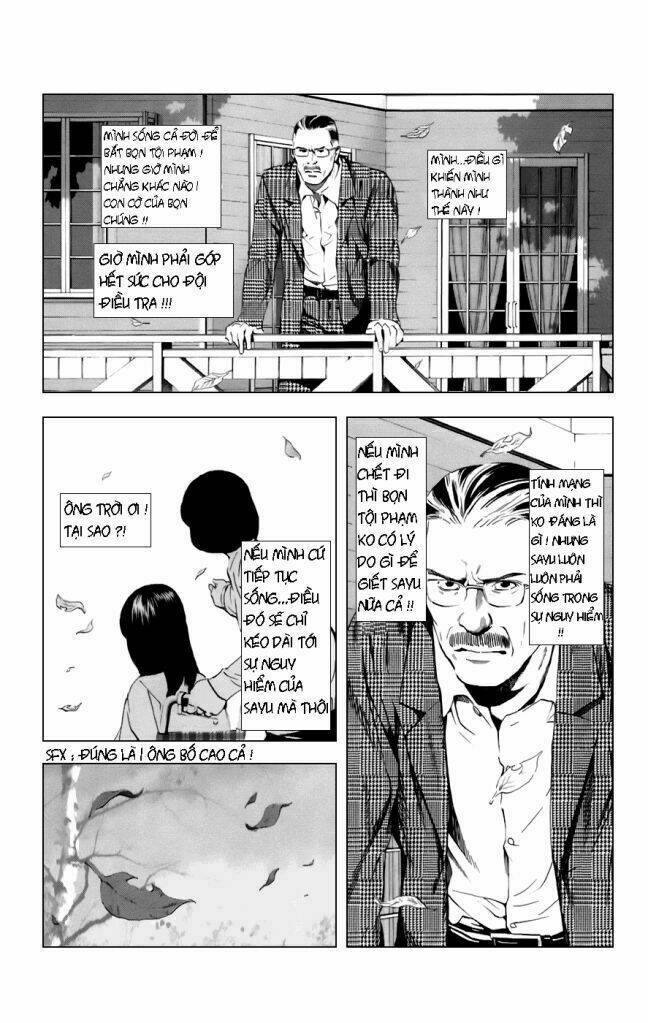 MÌNH SỐNG CẢ ĐỜI ĐỂ
BẮT BỌN TỘI PHẠM !
NHƯNG GIỜ MÌNH
CHẲNG KHÁC NÀO 1
CON CỜ CỦA BỌN
CHÚNG !!
GIỜ MÌNH PHẢI GÓP
HẾT SỨC CHO ĐỘI
ĐIỀU TRA !!!
MÌNH...ĐIỀU GÌ
KHIẾN MÌNH
THÀNH NHƯ
THẾ NÀY !
ÔNG TRỜI ƠI !
TẠI SAO ?!
NẾU MÌNH CỨ
TIẾP TỤC
SỐNG...ĐIỀU
ĐÓ SẼ CHỈ
KÉO DÀI TỚI
SỰ NGUY
HIỂM CỦA
SAYU MÀ THÔI
NẾU MÌNH
CHẾT ĐI
THÌ BỌN
TỘI PHẠM
KO CÓ LÝ
DO GÌ ĐỂ
GIẾT SAYU
NỮA CẢ !!
TÍNH MẠNG
CỦA MÌNH THÌ
KO ĐÁNG LÀ
GÌ ! NHƯNG
SAYU LUÔN
LUÔN PHẢI
SỐNG TRONG
SỰ NGUY HIỂM
!!
SFX : ĐÚNG LÀ 1 ÔNG BỐ CAO CẢ !